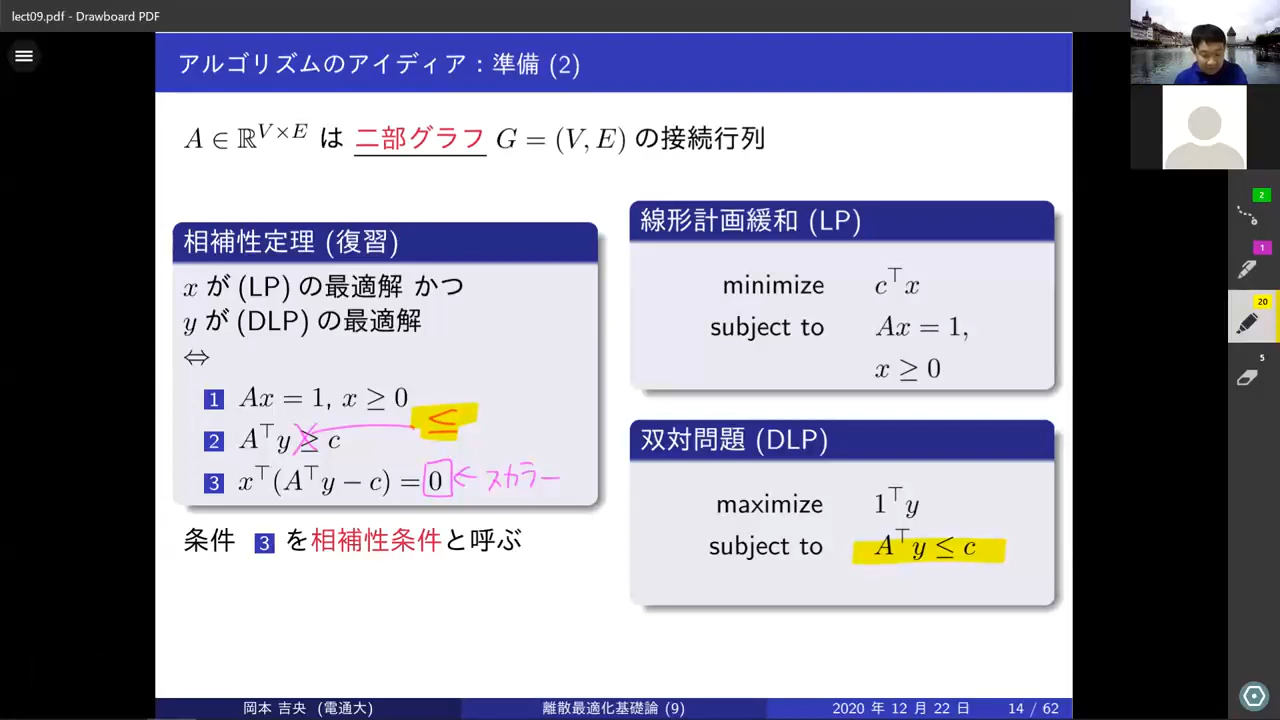 lect09.pdf - Drawboard PDF
アルゴリズムのアイディア：準備 (2)
A ∈ ℝ^{V×E} は 二部グラフ G = (V, E) の接続行列
相補性定理 (復習)
x が (LP) の最適解 かつ
y が (DLP) の最適解
⇔
1 Ax = 1, x ≥ 0
≤
2 A^⊤y ≥ c
3 x^⊤(A^⊤y − c) = 0 ← スカラー
条件 3 を相補性条件と呼ぶ
線形計画緩和 (LP)
minimize c^⊤x
subject to Ax = 1,
x ≥ 0
双対問題 (DLP)
maximize 1^⊤y
subject to A^⊤y ≤ c
2
1
20
5
岡本 吉央 (電通大) 離散最適化基礎論 (9) 2020 年 12 月 22 日 14 / 62